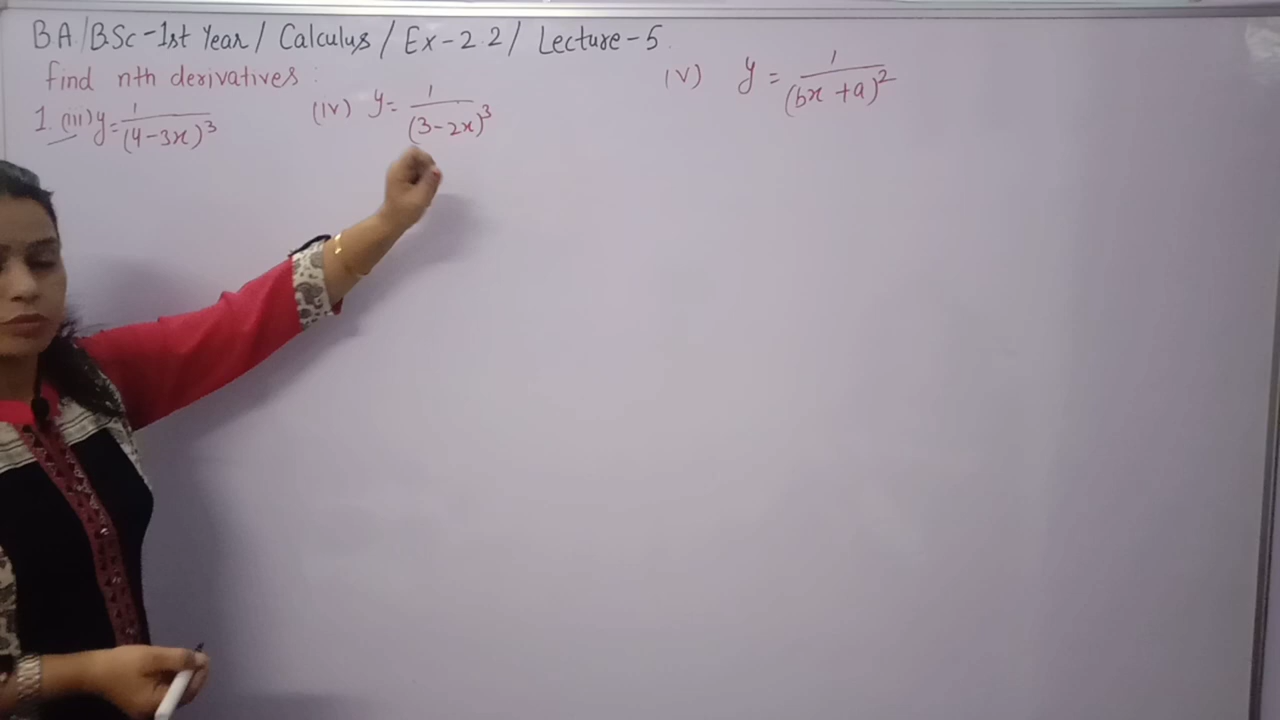 BA./BSc-1st Year/ Calculus / Ex-2.2 / Lecture-5
find nth derivatives :
1. (iii) y = 1/(4-3x)^3
(iv) y = 1/(3-2x)^3
(v) y = 1/(bx+a)^2